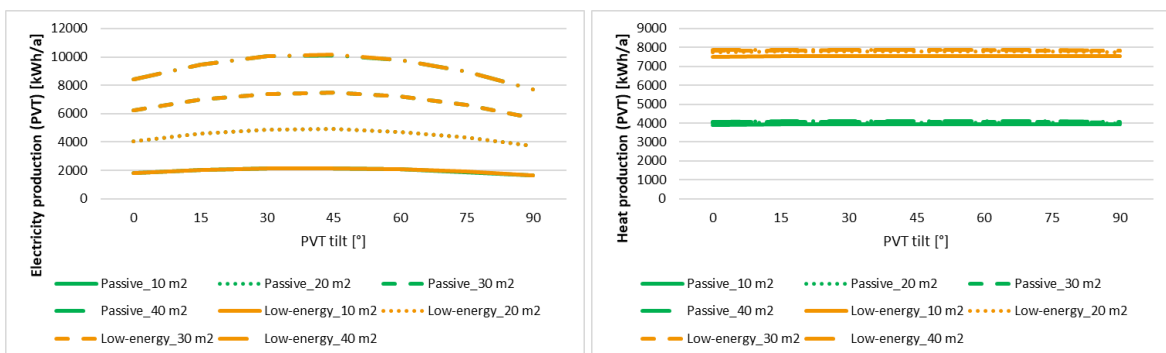 Electricity production (PVT) [kWh/a]
12000
10000
8000
6000
4000
2000
0
0 15 30 45 60 75 90
PVT tilt [°]
Passive_10 m2 Passive_20 m2 Passive_30 m2
Passive_40 m2 Low-energy_10 m2 Low-energy_20 m2
Low-energy_30 m2 Low-energy_40 m2
Heat production (PVT) [kWh/a]
9000
8000
7000
6000
5000
4000
3000
2000
1000
0
0 15 30 45 60 75 90
PVT tilt [°]
Passive_10 m2 Passive_20 m2 Passive_30 m2
Passive_40 m2 Low-energy_10 m2 Low-energy_20 m2
Low-energy_30 m2 Low-energy_40 m2